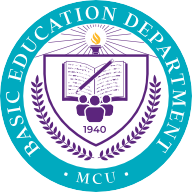 BASIC EDUCATION DEPARTMENT
1940
• MCU •